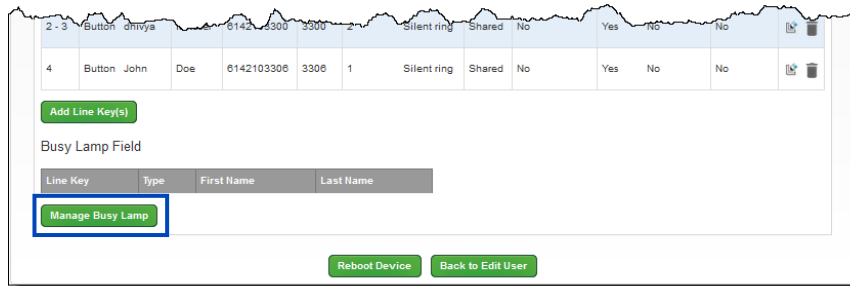 2 - 3 Button dhivya 6142103300 3300 2 Silent ring Shared No Yes No No
4 Button John Doe 6142103306 3306 1 Silent ring Shared No Yes No No
Add Line Key(s)
Busy Lamp Field
Line Key Type First Name Last Name
Manage Busy Lamp
Reboot Device Back to Edit User